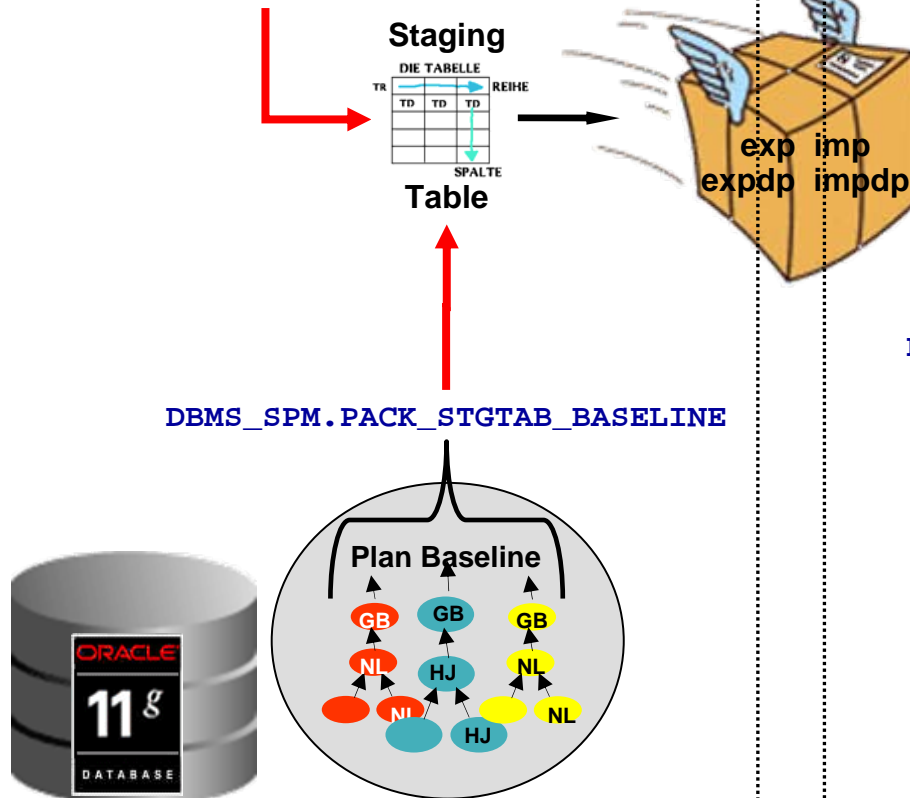 Staging
DIE TABELLE
TR
REIHE
TD TD TD
SPALTE
Table
exp imp
expdp impdp
DBMS_SPM.PACK_STGTAB_BASELINE
Plan Baseline
GB GB GB
NL HJ NL
NL HJ NL
ORACLE
11g
DATABASE